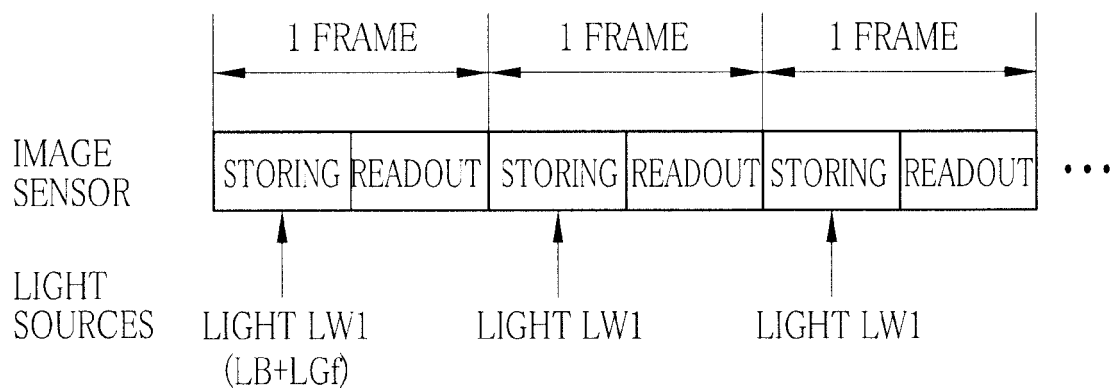 1 FRAME 1 FRAME 1 FRAME
IMAGE
SENSOR
STORING READOUT STORING READOUT STORING READOUT •••
LIGHT
SOURCES
LIGHT LW1 LIGHT LW1 LIGHT LW1
(LB+LGf)